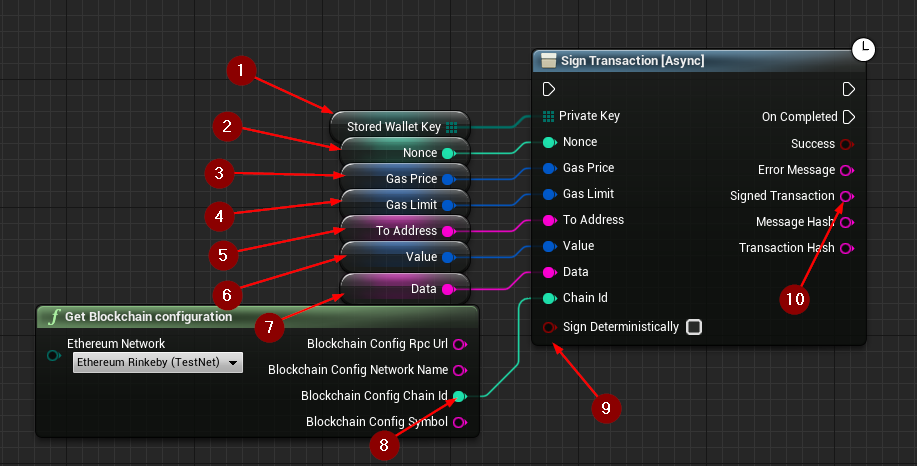 1
Sign Transaction [Async]
2
Stored Wallet Key
Private Key
On Completed
3
Nonce
Nonce
Success
Gas Price
Gas Price
Error Message
4
Gas Limit
Gas Limit
Signed Transaction
5
To Address
To Address
Message Hash
6
Value
Value
Transaction Hash
7
Data
Data
10
Chain Id
f Get Blockchain configuration
Sign Deterministically
Ethereum Network
Blockchain Config Rpc Url
Ethereum Rinkeby (TestNet)
Blockchain Config Network Name
Blockchain Config Chain Id
9
Blockchain Config Symbol
8